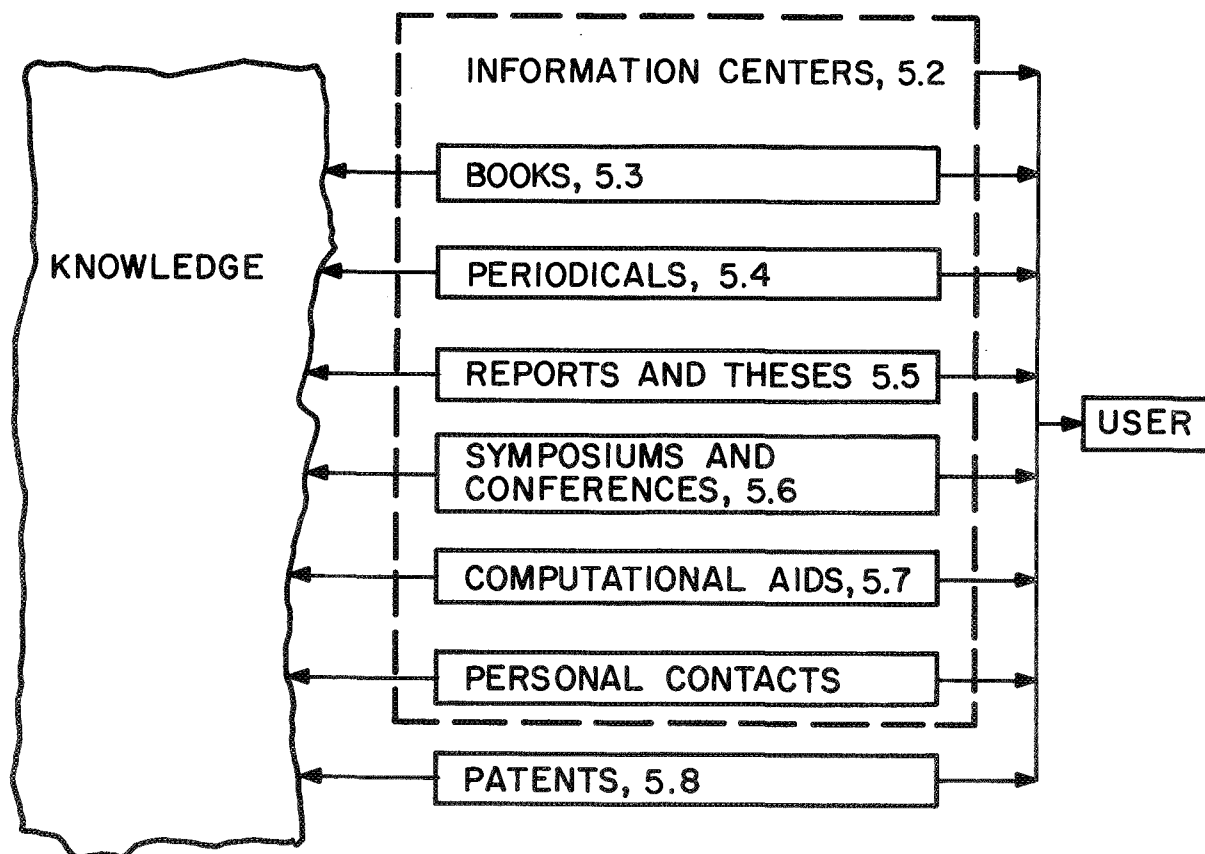 INFORMATION CENTERS, 5.2
BOOKS, 5.3
KNOWLEDGE
PERIODICALS, 5.4
REPORTS AND THESES 5.5
USER
SYMPOSIUMS AND
CONFERENCES, 5.6
COMPUTATIONAL AIDS, 5.7
PERSONAL CONTACTS
PATENTS, 5.8